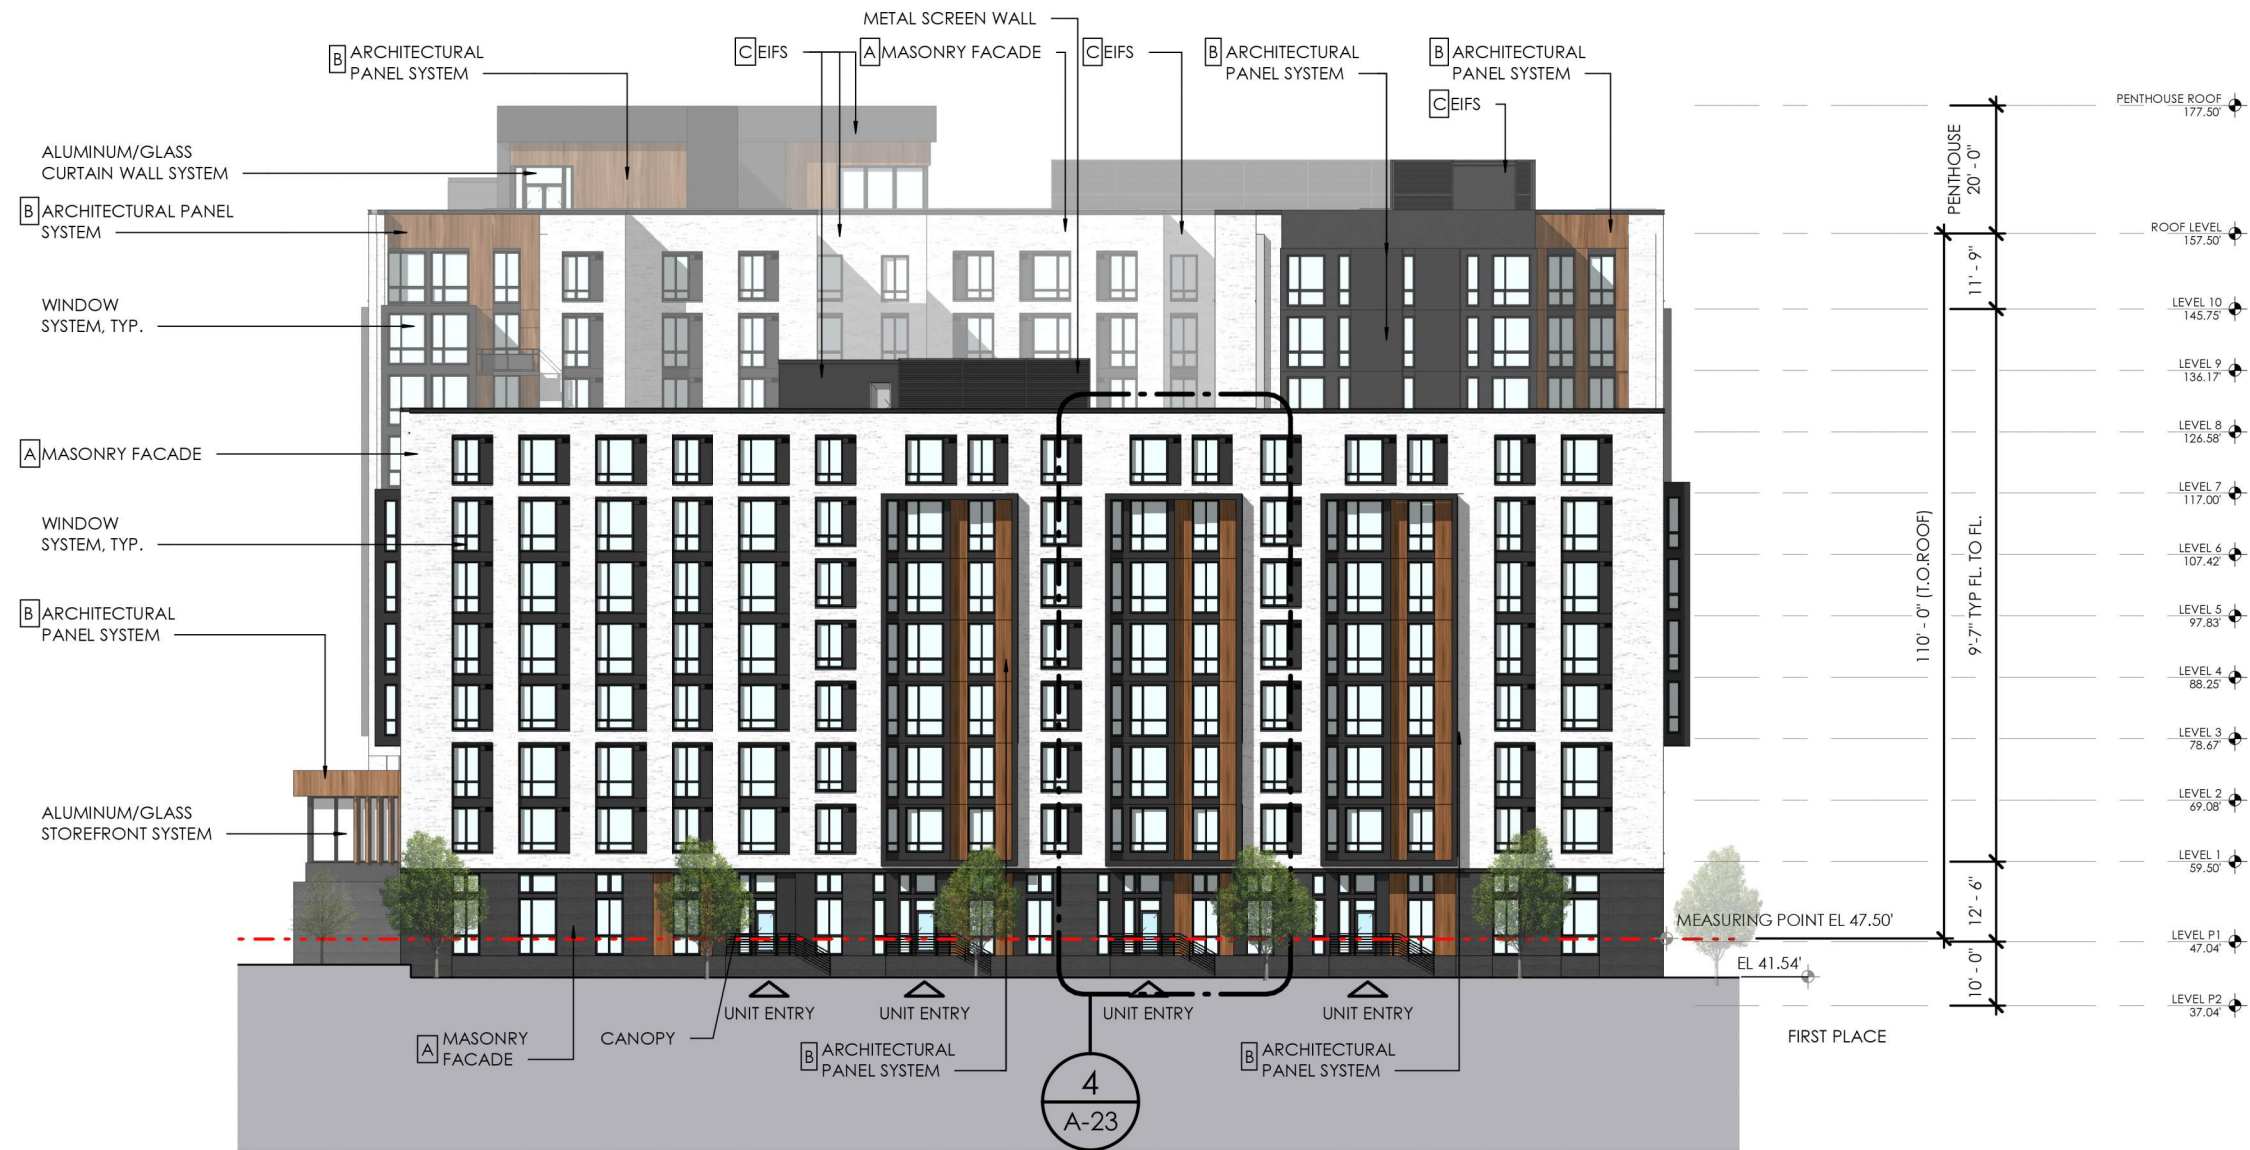 METAL SCREEN WALL
B ARCHITECTURAL
PANEL SYSTEM
C EIFS
A MASONRY FACADE
C EIFS
B ARCHITECTURAL
PANEL SYSTEM
B ARCHITECTURAL
PANEL SYSTEM
C EIFS
ALUMINUM/GLASS
CURTAIN WALL SYSTEM
B ARCHITECTURAL PANEL
SYSTEM
WINDOW
SYSTEM, TYP.
A MASONRY FACADE
WINDOW
SYSTEM, TYP.
B ARCHITECTURAL
PANEL SYSTEM
ALUMINUM/GLASS
STOREFRONT SYSTEM
UNIT ENTRY
UNIT ENTRY
UNIT ENTRY
UNIT ENTRY
A MASONRY
FACADE
CANOPY
B ARCHITECTURAL
PANEL SYSTEM
B ARCHITECTURAL
PANEL SYSTEM
4
A-23
MEASURING POINT EL 47.50'
EL 41.54'
FIRST PLACE
PENTHOUSE
20' - 0"
11' - 9"
110' - 0" (T.O.ROOF)
9'-7" TYP FL. TO FL.
12' - 6"
10' - 0"
PENTHOUSE ROOF
177.50'
ROOF LEVEL
157.50'
LEVEL 10
145.75'
LEVEL 9
136.17'
LEVEL 8
126.58'
LEVEL 7
117.00'
LEVEL 6
107.42'
LEVEL 5
97.83'
LEVEL 4
88.25'
LEVEL 3
78.67'
LEVEL 2
69.08'
LEVEL 1
59.50'
LEVEL P1
47.04'
LEVEL P2
37.04'